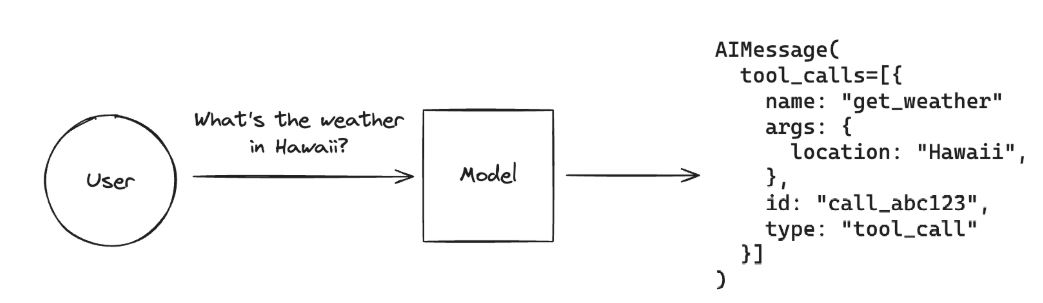 User
What's the weather
in Hawaii?
Model
AIMessage(
  tool_calls=[{
    name: "get_weather"
    args: {
      location: "Hawaii",
    },
    id: "call_abc123",
    type: "tool_call"
  }]
)